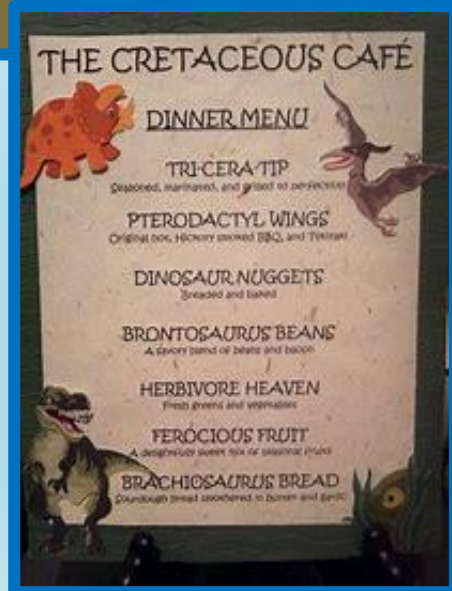 THE CRETACEOUS CAFÉ
DINNER MENU
TRI-CERA-TIP
Seasoned, marinated, and grilled to perfection
PTERODACTYL WINGS
Original hot, Hickory smoked BBQ, and Teriyaki
DINOSAUR NUGGETS
Breaded and baked
BRONTOSAURUS BEANS
A savory blend of beans and bacon
HERBIVORE HEAVEN
Fresh greens and vegetables
FEROCIOUS FRUIT
A delightfully sweet mix of seasonal fruits
BRACHIOSAURUS BREAD
Sourdough bread smothered in butter and garlic